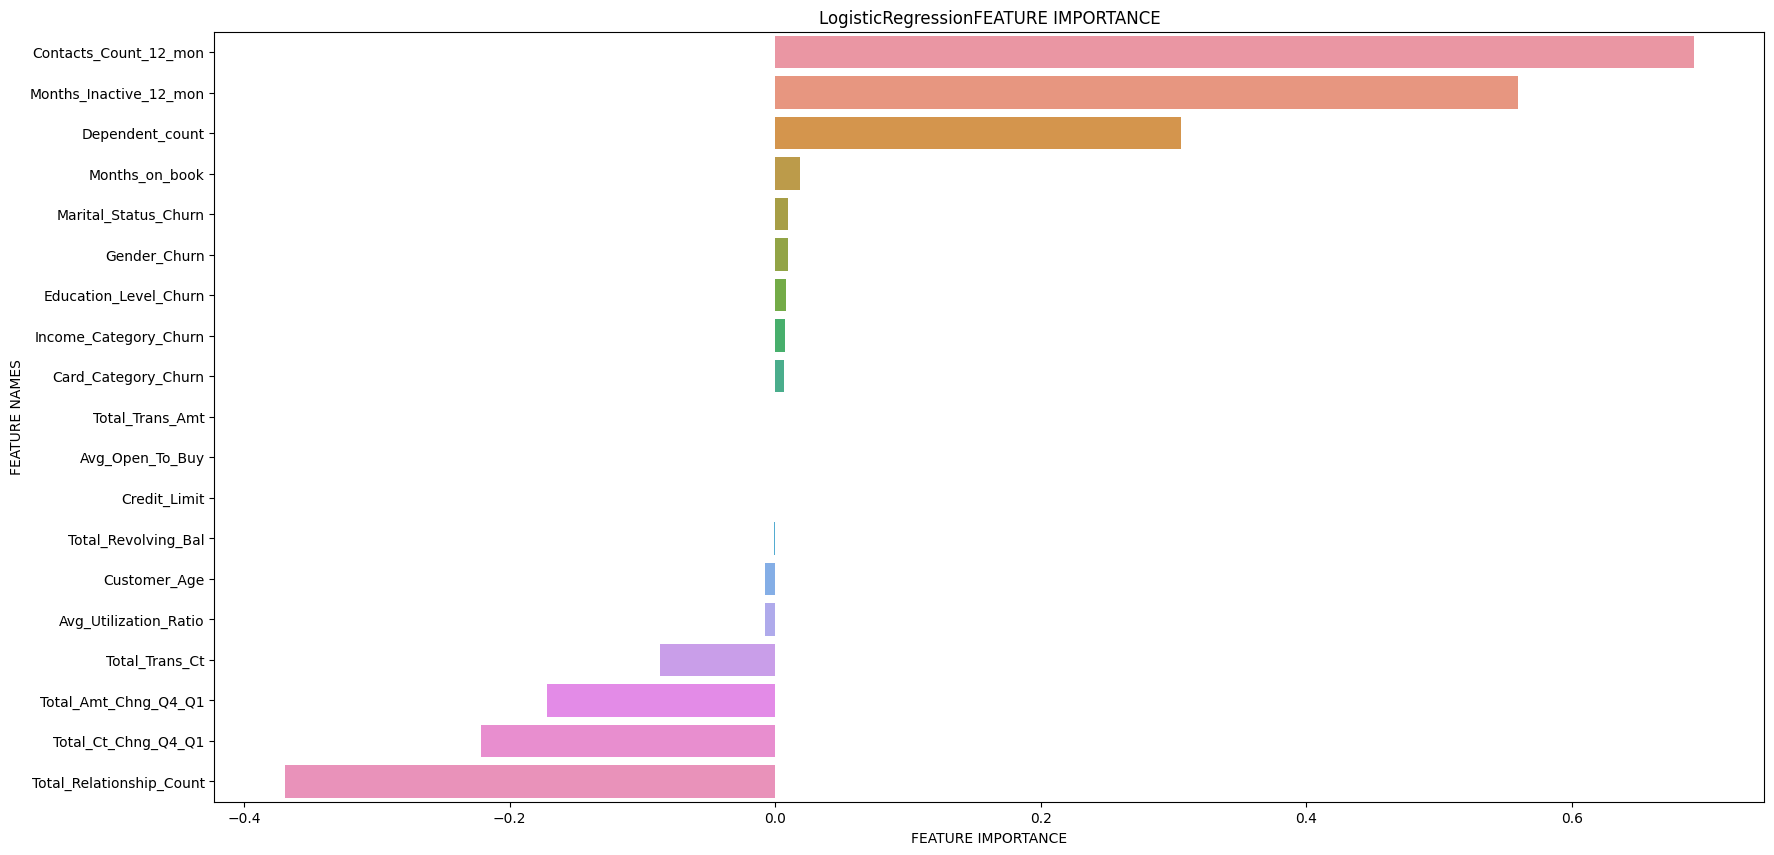 LogisticRegressionFEATURE IMPORTANCE
Contacts_Count_12_mon
Months_Inactive_12_mon
Dependent_count
Months_on_book
Marital_Status_Churn
Gender_Churn
Education_Level_Churn
Income_Category_Churn
Card_Category_Churn
Total_Trans_Amt
Avg_Open_To_Buy
Credit_Limit
Total_Revolving_Bal
Customer_Age
Avg_Utilization_Ratio
Total_Trans_Ct
Total_Amt_Chng_Q4_Q1
Total_Ct_Chng_Q4_Q1
Total_Relationship_Count
FEATURE NAMES
−0.4 −0.2 0.0 0.2 0.4 0.6
FEATURE IMPORTANCE